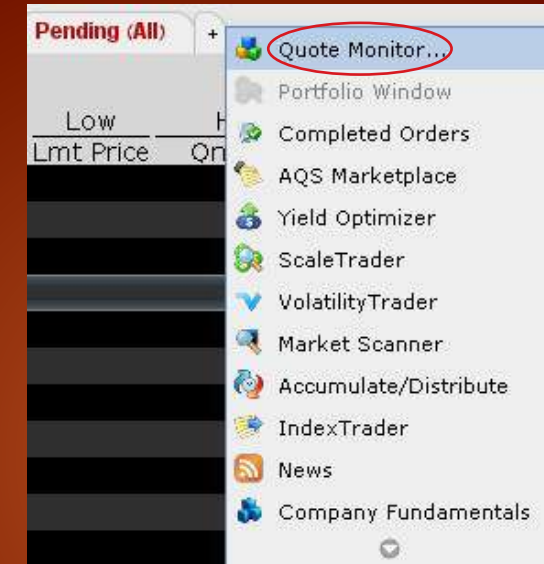 Pending (All)
+
Quote Monitor...
Portfolio Window
Low
Completed Orders
Lmt Price
AQS Marketplace
Yield Optimizer
ScaleTrader
VolatilityTrader
Market Scanner
Accumulate/Distribute
IndexTrader
News
Company Fundamentals